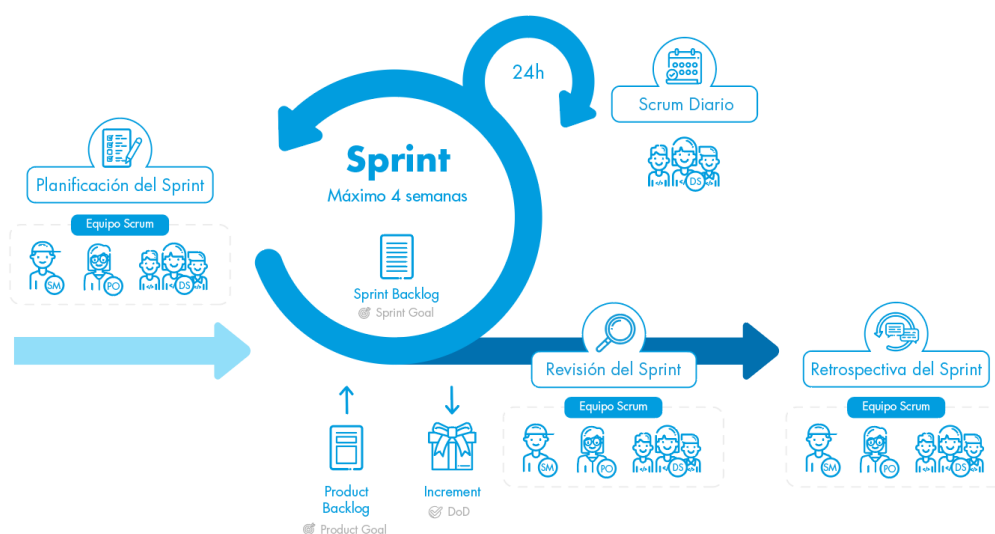 24h
Scrum Diario
DS
Sprint
Máximo 4 semanas
Planificación del Sprint
Equipo Scrum
SM
PO
DS
Sprint Backlog
Sprint Goal
Revisión del Sprint
Equipo Scrum
SM
PO
DS
Retrospectiva del Sprint
Equipo Scrum
SM
PO
DS
Product
Backlog
Product Goal
Increment
DoD